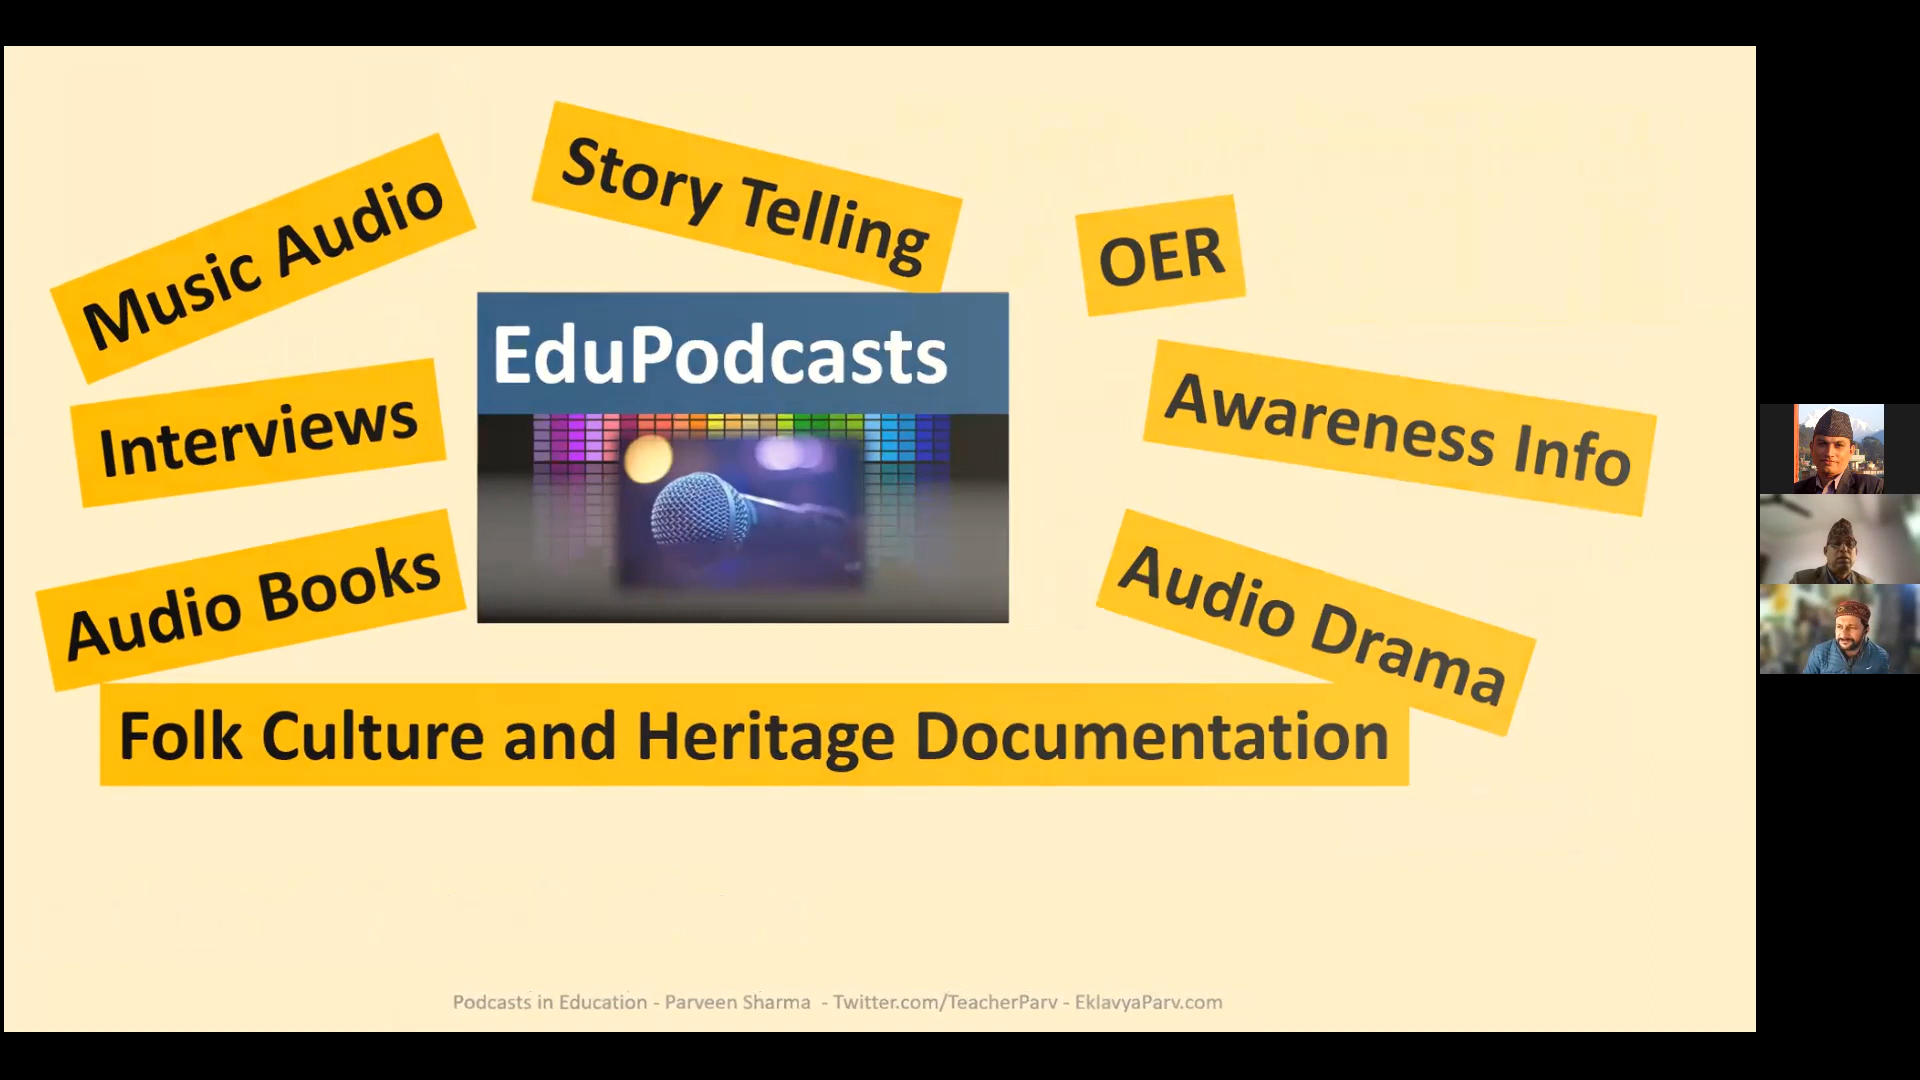 Music Audio
Story Telling
OER
EduPodcasts
Interviews
Awareness Info
Audio Books
Audio Drama
Folk Culture and Heritage Documentation
Podcasts in Education - Parveen Sharma - Twitter.com/TeacherParv - EklavyaParv.com